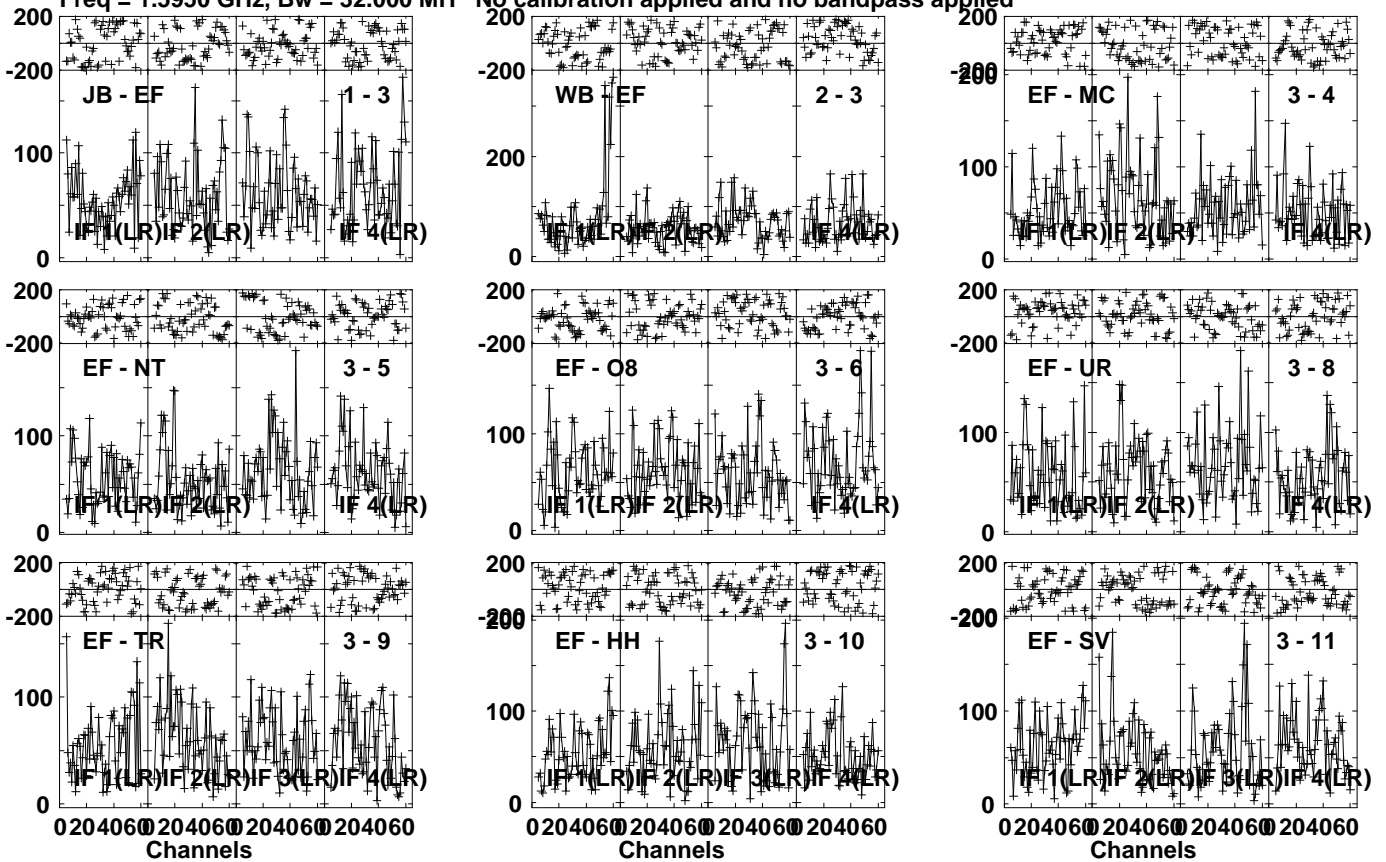 Freq = 1.5950 GHz, Bw = 32.000 MH No calibration applied and no bandpass applied
200
-200
JB - EF 1 - 3
100
0
IF 1(LR) IF 2(LR) IF 4(LR)
200
-200
WB - EF 2 - 3
200
0
IF 1(LR) IF 2(LR) IF 4(LR)
200
-200
200
EF - MC 3 - 4
100
0
IF 1(LR) IF 2(LR) IF 4(LR)
200
-200
EF - NT 3 - 5
100
0
IF 1(LR) IF 2(LR) IF 4(LR)
200
-200
EF - O8 3 - 6
100
0
IF 1(LR) IF 2(LR) IF 4(LR)
200
-200
EF - UR 3 - 8
100
0
IF 1(LR) IF 2(LR) IF 4(LR)
200
-200
EF - TR 3 - 9
100
0
IF 1(LR) IF 2(LR) IF 3(LR) IF 4(LR)
0 20 40 60 0 20 40 60 0 20 40 60 0 20 40 60
Channels
200
-200
200
EF - HH 3 - 10
100
0
IF 1(LR) IF 2(LR) IF 3(LR) IF 4(LR)
0 20 40 60 0 20 40 60 0 20 40 60 0 20 40 60
Channels
200
-200
200
EF - SV 3 - 11
100
0
IF 1(LR) IF 2(LR) IF 3(LR) IF 4(LR)
0 20 40 60 0 20 40 60 0 20 40 60 0 20 40 60
Channels